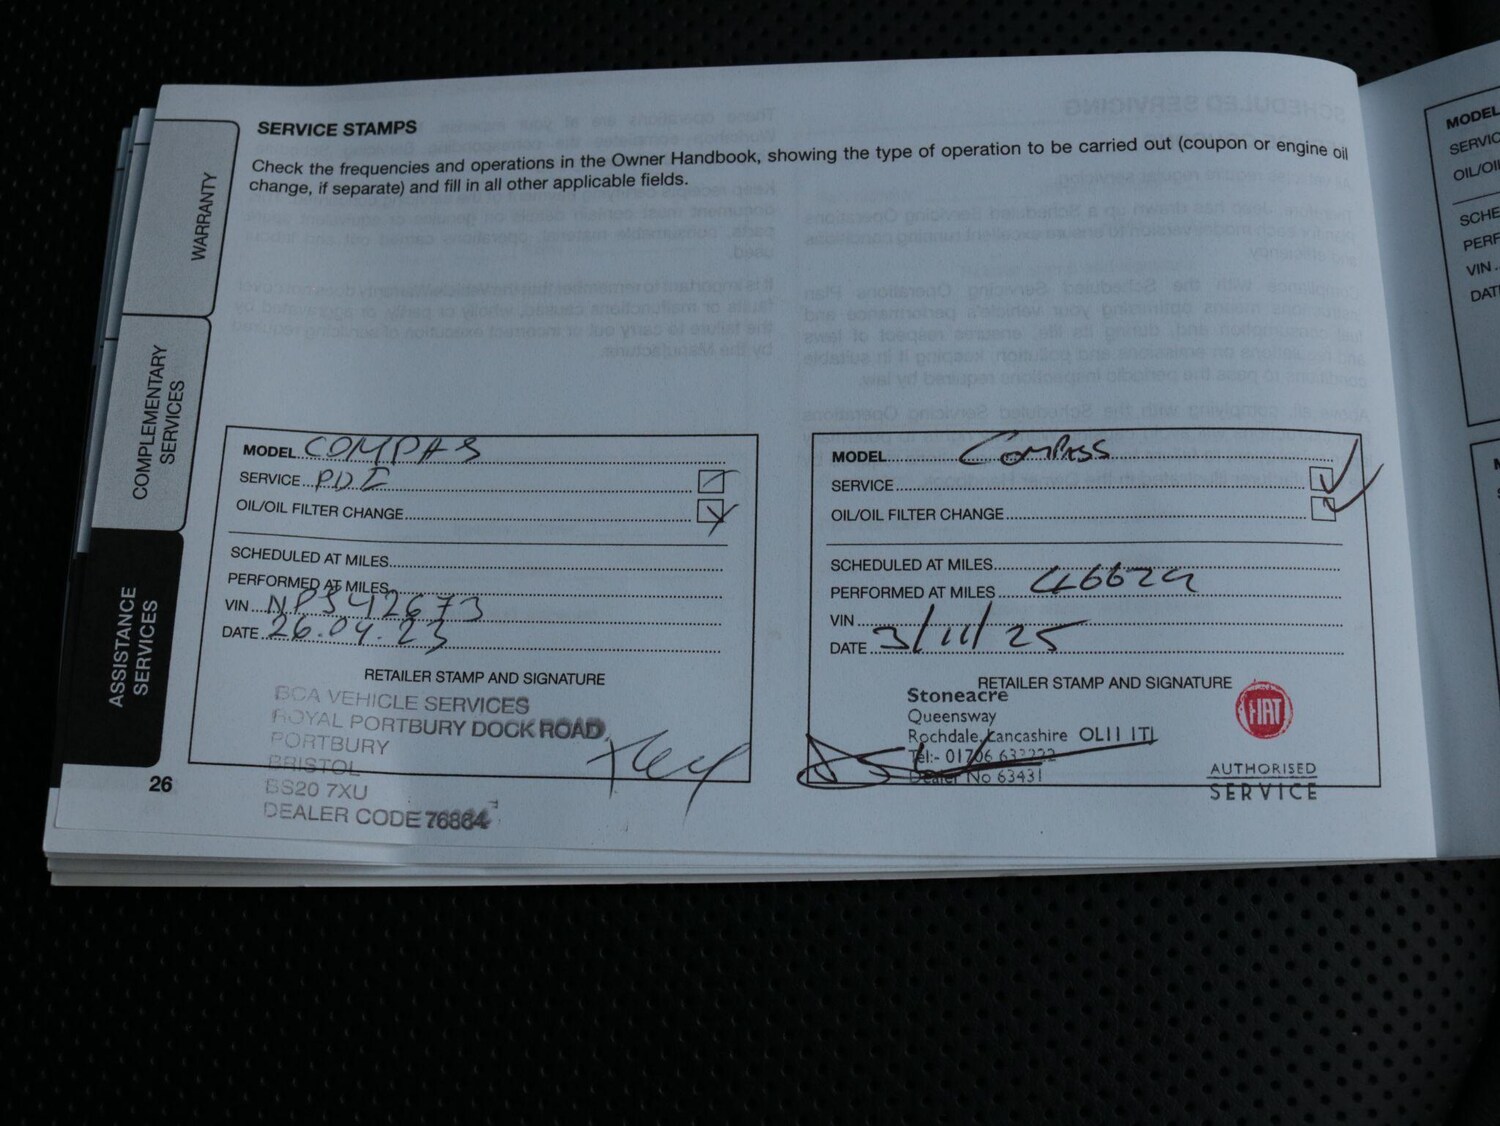 SERVICE STAMPS
Check the frequencies and operations in the Owner Handbook, showing the type of operation to be carried out (coupon or engine oil
change, if separate) and fill in all other applicable fields.
WARRANTY
COMPLEMENTARY
SERVICES
ASSISTANCE
SERVICES
MODEL COMPAS
SERVICE PDI
OIL/OIL FILTER CHANGE
SCHEDULED AT MILES
PERFORMED AT MILES
VIN NP342673
DATE 26.04.23
RETAILER STAMP AND SIGNATURE
BCA VEHICLE SERVICES
ROYAL PORTBURY DOCK ROAD
PORTBURY
BRISTOL
BS20 7XU
DEALER CODE 76864
26
MODEL Compass
SERVICE
OIL/OIL FILTER CHANGE
SCHEDULED AT MILES
PERFORMED AT MILES 46624
VIN
DATE 3/11/25
RETAILER STAMP AND SIGNATURE
Stoneacre
Queensway
Rochdale, Lancashire OL11 1TL
Tel:- 01706
Dealer No 63431
FIAT
AUTHORISED
SERVICE
MODEL